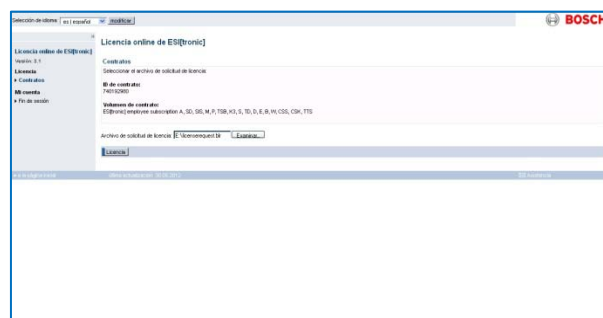 Selección de idioma: es | español modificar
BOSCH
Licencia online de ESI[tronic]
Versión: 3.1
Licencia
Contratos
Mi cuenta
Fin de sesión
Licencia online de ESI[tronic]
Contratos
Seleccionar el archivo de solicitud de licencia
ID de contrato:
Volumen de contrato:
ESI[tronic] employee subscription A, SD, SIS, M, P, TSB, K3, S, TD, D, E, B, W, CSS, CSK, TTS
Archivo de solicitud de licencia: Examinar...
Licencia